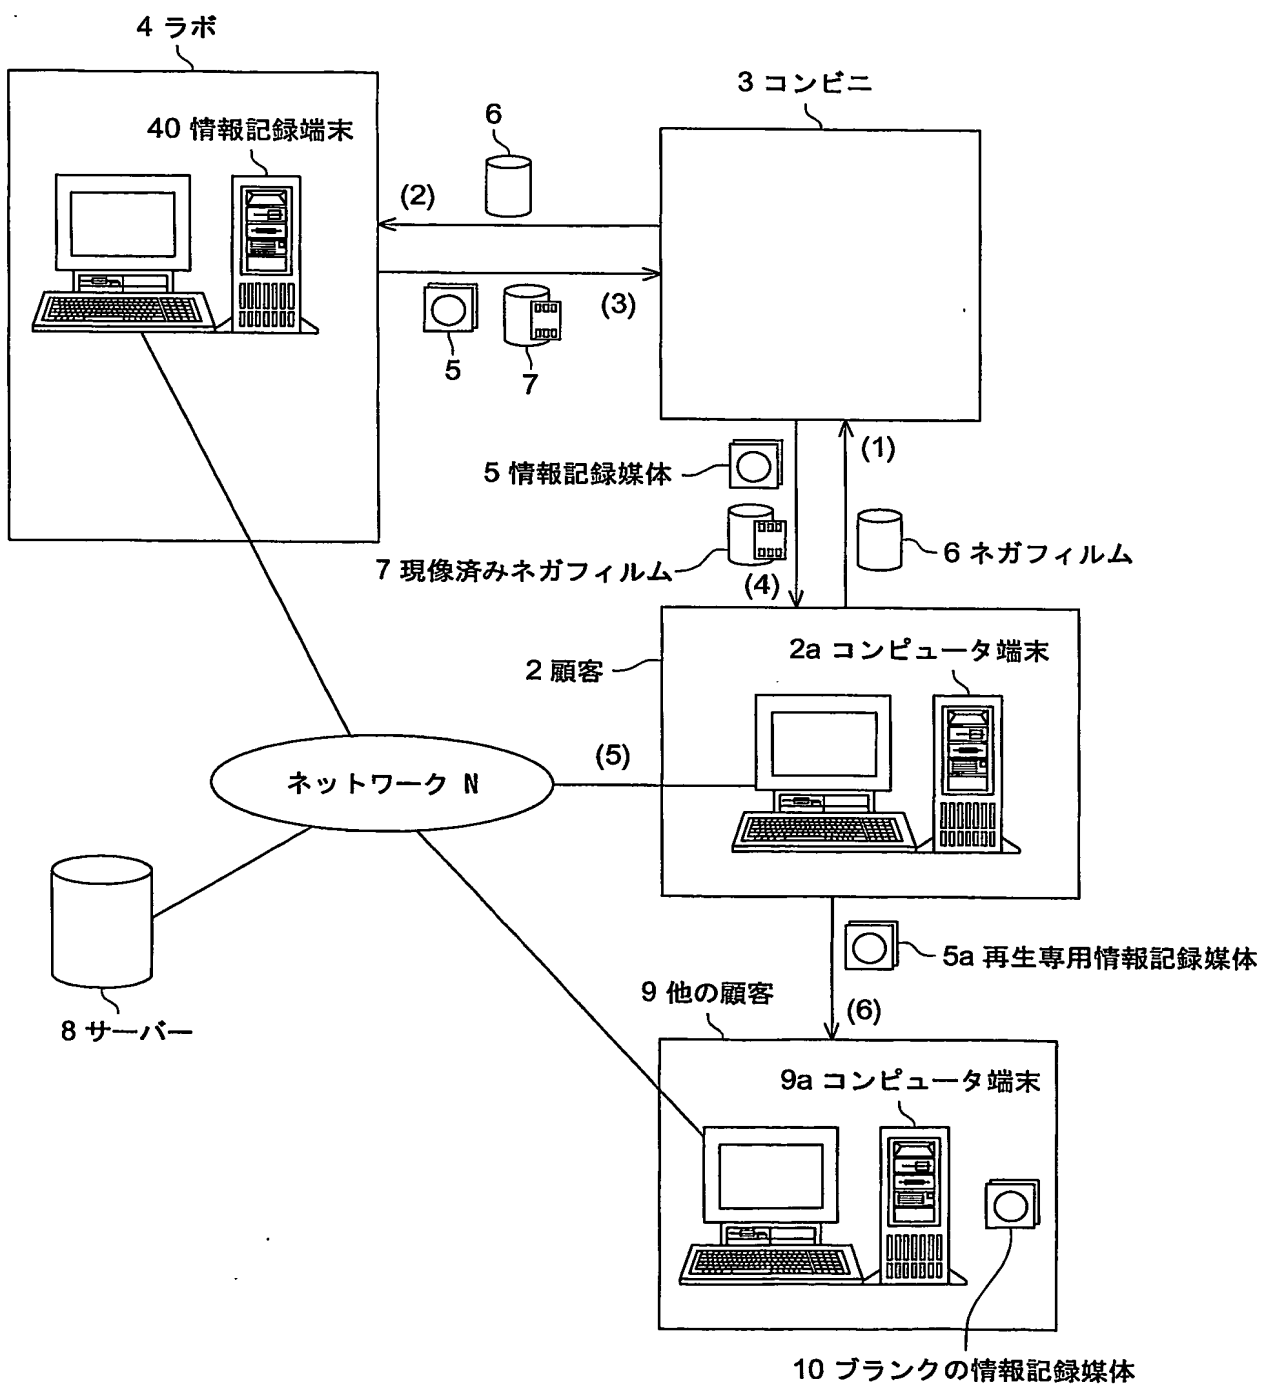 4 ラボ
3 コンビニ
40 情報記録端末
6
(2)
(3)
5
7
(1)
5 情報記録媒体
7 現像済みネガフィルム
6 ネガフィルム
(4)
2a コンピュータ端末
2 顧客
(5)
ネットワーク N
5a 再生専用情報記録媒体
9 他の顧客
(6)
8 サーバー
9a コンピュータ端末
10 ブランクの情報記録媒体